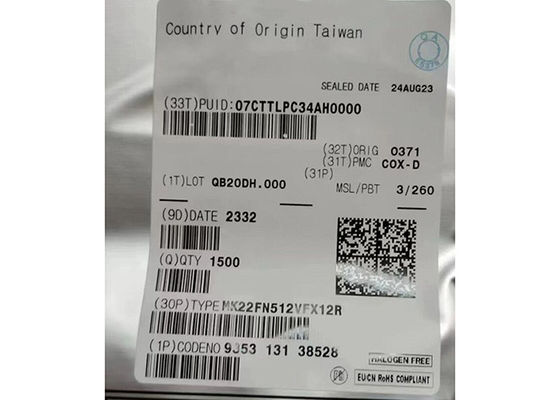 Country of Origin Taiwan
QA
SEALED DATE 24AUG23
(33T)PUID:07CTTLPC34AH0000
(32T)ORIG 0371
(31T)PMC COX-D
(31P)
(1T)LOT QB20DH.000
MSL/PBT 3/260
(9D)DATE 2332
(Q)QTY 1500
(30P)TYPE MK22FN512VFX12R
(1P)CODENO 9353 131 38528
HALOGEN FREE
EU/CN RoHS COMPLIANT